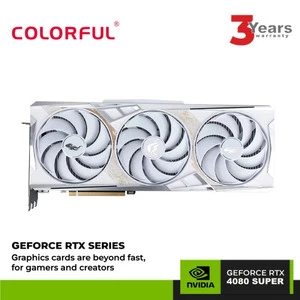 COLORFUL®
3 Years
warranty
GEFORCE RTX SERIES
Graphics cards are beyond fast,
for gamers and creators
NVIDIA
GEFORCE RTX
4080 SUPER